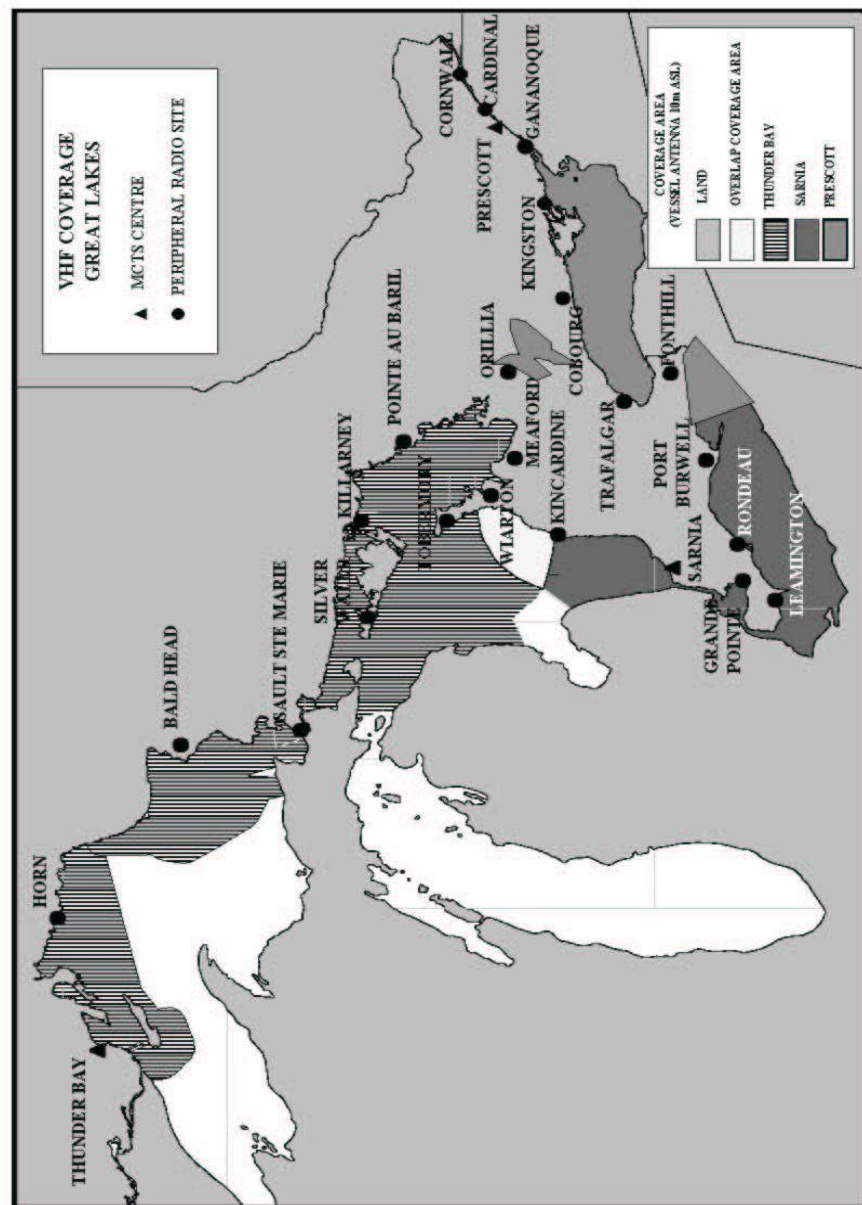 VHF COVERAGE
GREAT LAKES
MCTS CENTRE
PERIPHERAL RADIO SITE
THUNDER BAY
HORN
BALD HEAD
SAULT STE MARIE
SILVER
WATER
KILLARNEY
TOBERMORY
POINTE AU BARIL
WIARTON
MEAFORD
ORILLIA
KINCARDINE
COBOURG
KINGSTON
PRESCOTT
CORNWALL
CARDINAL
GANANOQUE
TRAFALGAR
FONTHILL
PORT
BURWELL
RONDEAU
SARNIA
GRANDE
POINTE
LEAMINGTON
COVERAGE AREA
(VESSEL ANTENNA 10m ASL)
LAND
OVERLAP COVERAGE AREA
THUNDER BAY
SARNIA
PRESCOTT